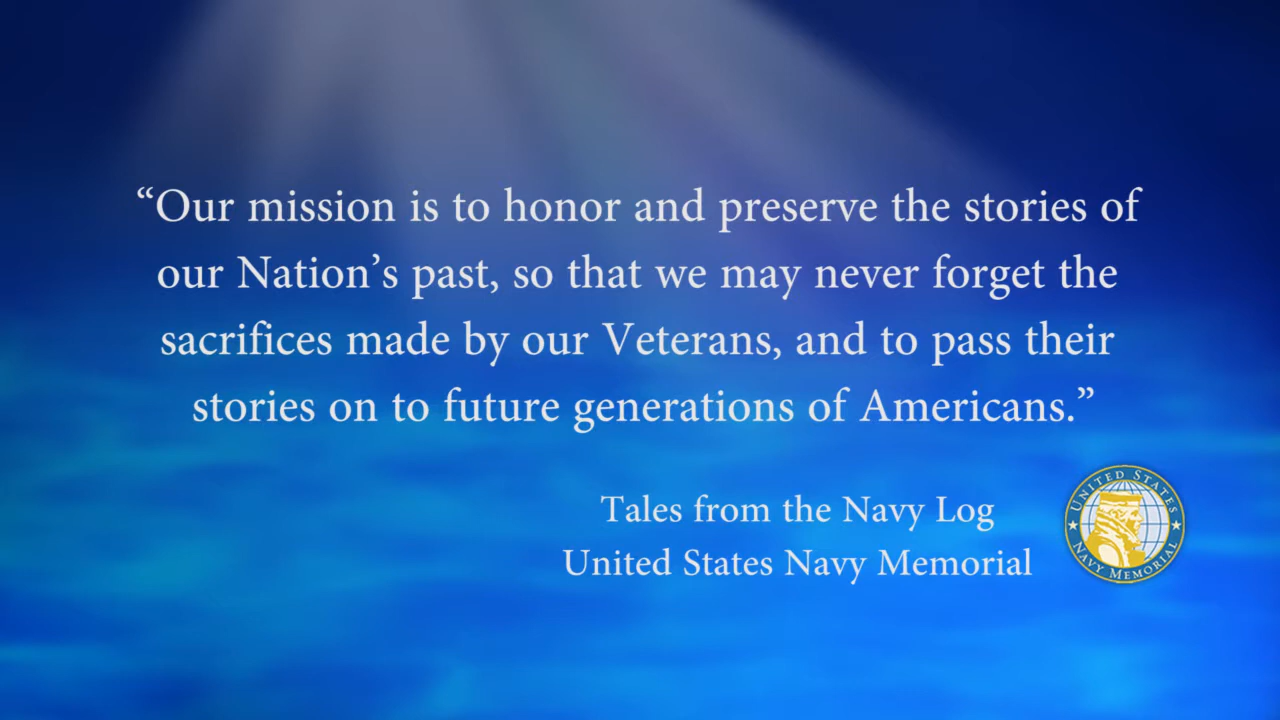 “Our mission is to honor and preserve the stories of
our Nation’s past, so that we may never forget the
sacrifices made by our Veterans, and to pass their
stories on to future generations of Americans.”
Tales from the Navy Log
United States Navy Memorial
UNITED STATES
NAVY MEMORIAL